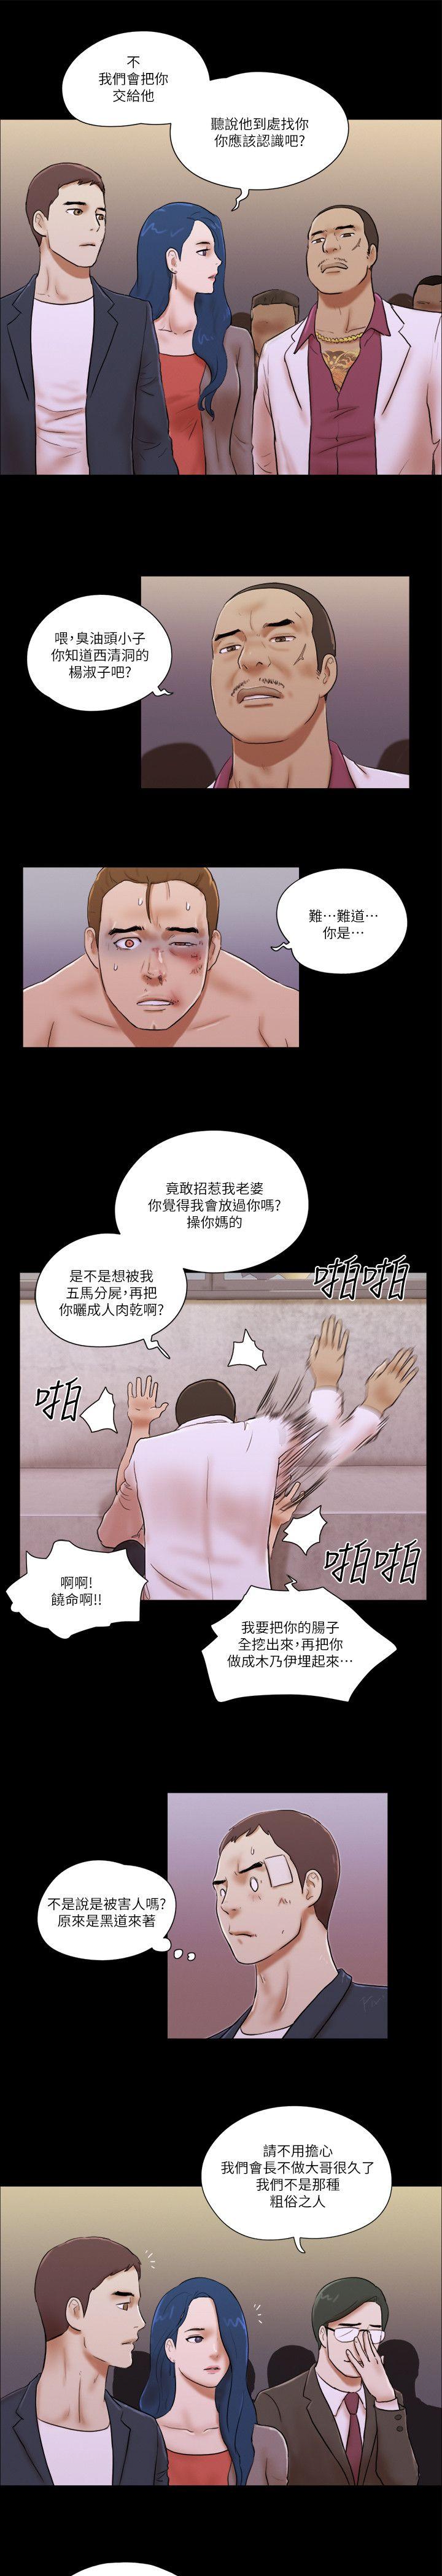 不
我們會把你
交給他
聽說他到處找你
你應該認識吧?
喂,臭油頭小子
你知道西清洞的
楊淑子吧?
難⋯難道⋯
你是⋯
竟敢招惹我老婆
你覺得我會放過你嗎?
操你媽的
是不是想被我
五馬分屍,再把
你曬成人肉乾啊?
啪啪
啪
啪啪
啊啊!
饒命啊!!
我要把你的腸子
全挖出來,再把你
做成木乃伊埋起來⋯
不是說是被害人嗎?
原來是黑道來著
請不用擔心
我們會長不做大哥很久了
我們不是那種
粗俗之人